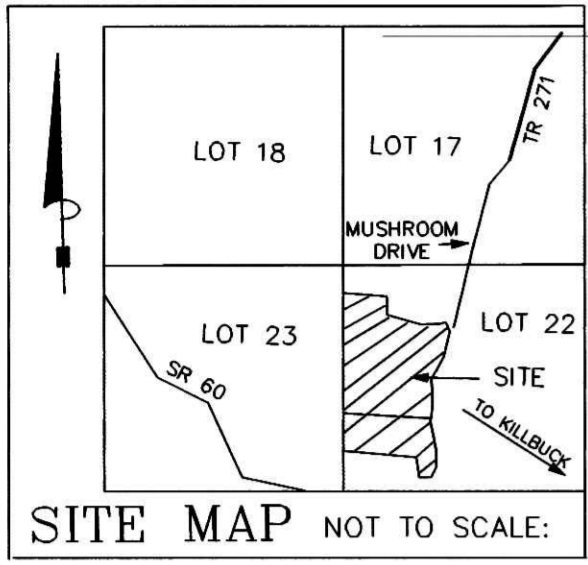 LOT 18
LOT 17
TR 271
MUSHROOM
DRIVE
LOT 23
LOT 22
SR 60
SITE
TO KILLBUCK
SITE MAP NOT TO SCALE: